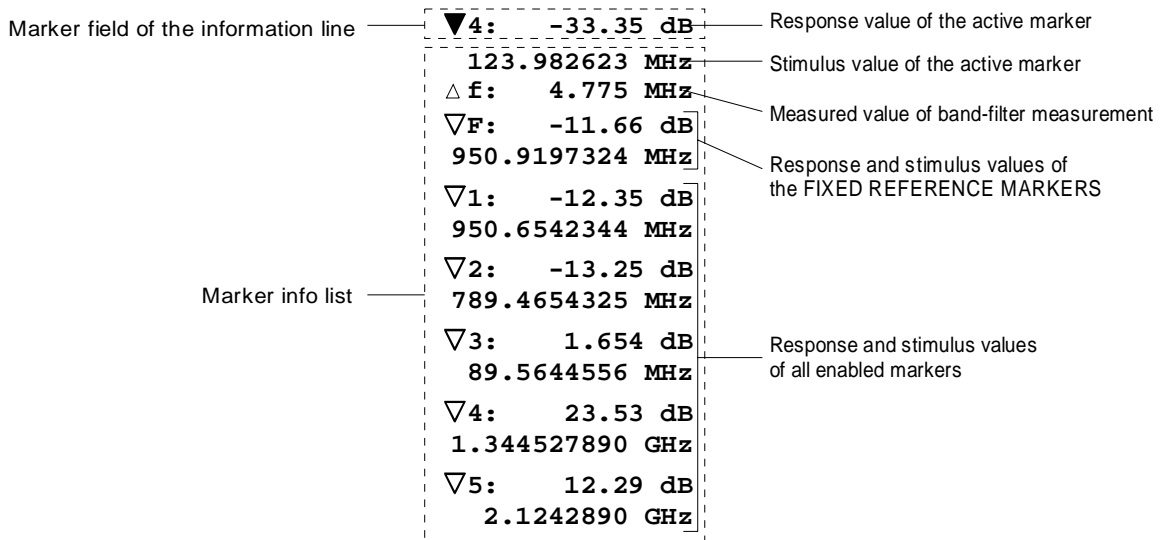 Marker field of the information line
▼4: -33.35 dB
Response value of the active marker
123.982623 MHz
Stimulus value of the active marker
△f: 4.775 MHz
Measured value of band-filter measurement
▽F: -11.66 dB
950.9197324 MHz
Response and stimulus values of
the FIXED REFERENCE MARKERS
▽1: -12.35 dB
950.6542344 MHz
▽2: -13.25 dB
789.4654325 MHz
Marker info list
▽3: 1.654 dB
89.5644556 MHz
Response and stimulus values
of all enabled markers
▽4: 23.53 dB
1.344527890 GHz
▽5: 12.29 dB
2.1242890 GHz